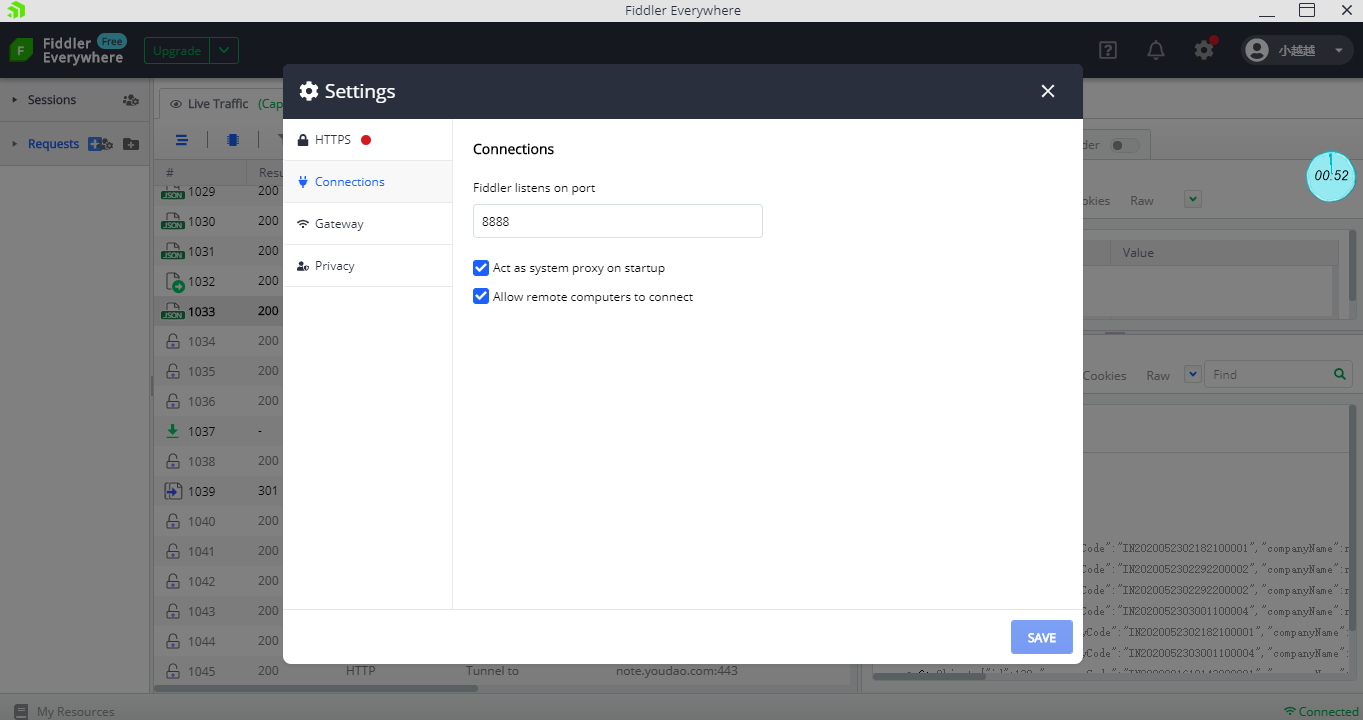 Fiddler Everywhere
Fiddler Everywhere
Free
Upgrade
小越越
Sessions
Requests
Live Traffic (Cap
Settings
HTTPS
Connections
Gateway
Privacy
Connections
Fiddler listens on port
8888
Act as system proxy on startup
Allow remote computers to connect
SAVE
00:52
Raw
Value
Cookies
Raw
Find
#
1029 200
1030 200
1031 200
1032 200
1033 200
1034 200
1035 200
1036 200
1037 -
1038 200
1039 301
1040 200
1041 200
1042 200
1043 200
1044 200
1045 200 HTTP Tunnel to note.youdao.com:443
JSON
JSON
JSON
JSON
Code":"IN2020052302182100001","companyName":r
Code":"IN2020052302292200002","companyName":r
Code":"IN2020052302292200002","companyName":r
Code":"IN2020052303001100004","companyName":r
yCode":"IN2020052302182100001","companyName":
yCode":"IN2020052303001100004","companyName":
My Resources
Connected